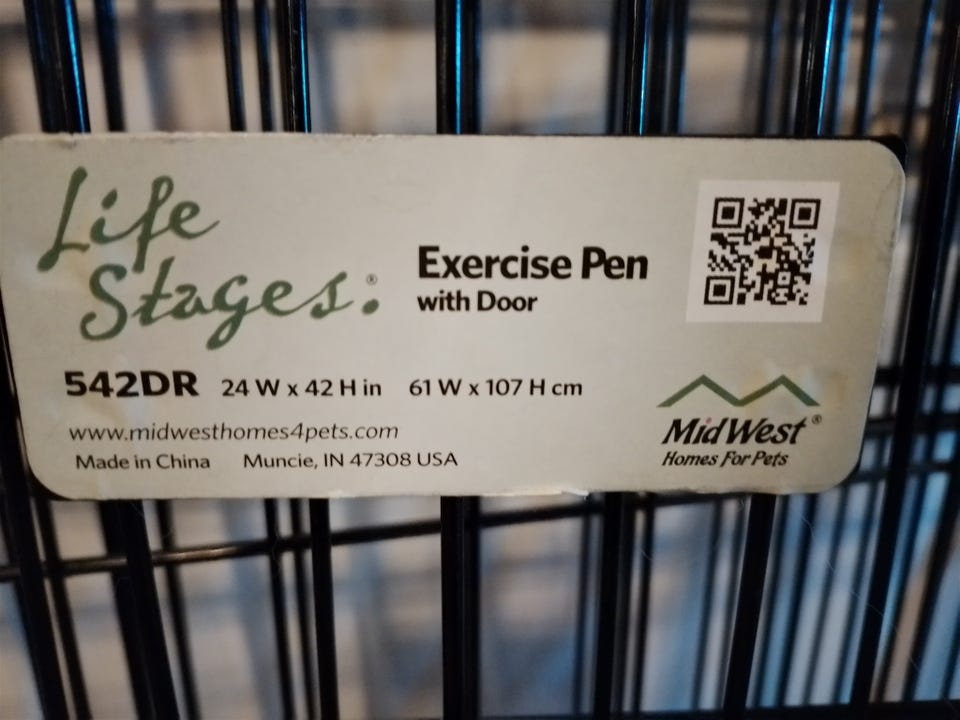 Life
Stages®
Exercise Pen
with Door
542DR 24 W x 42 H in 61 W x 107 H cm
www.midwesthomes4pets.com
Made in China Muncie, IN 47308 USA
MidWest®
Homes For Pets